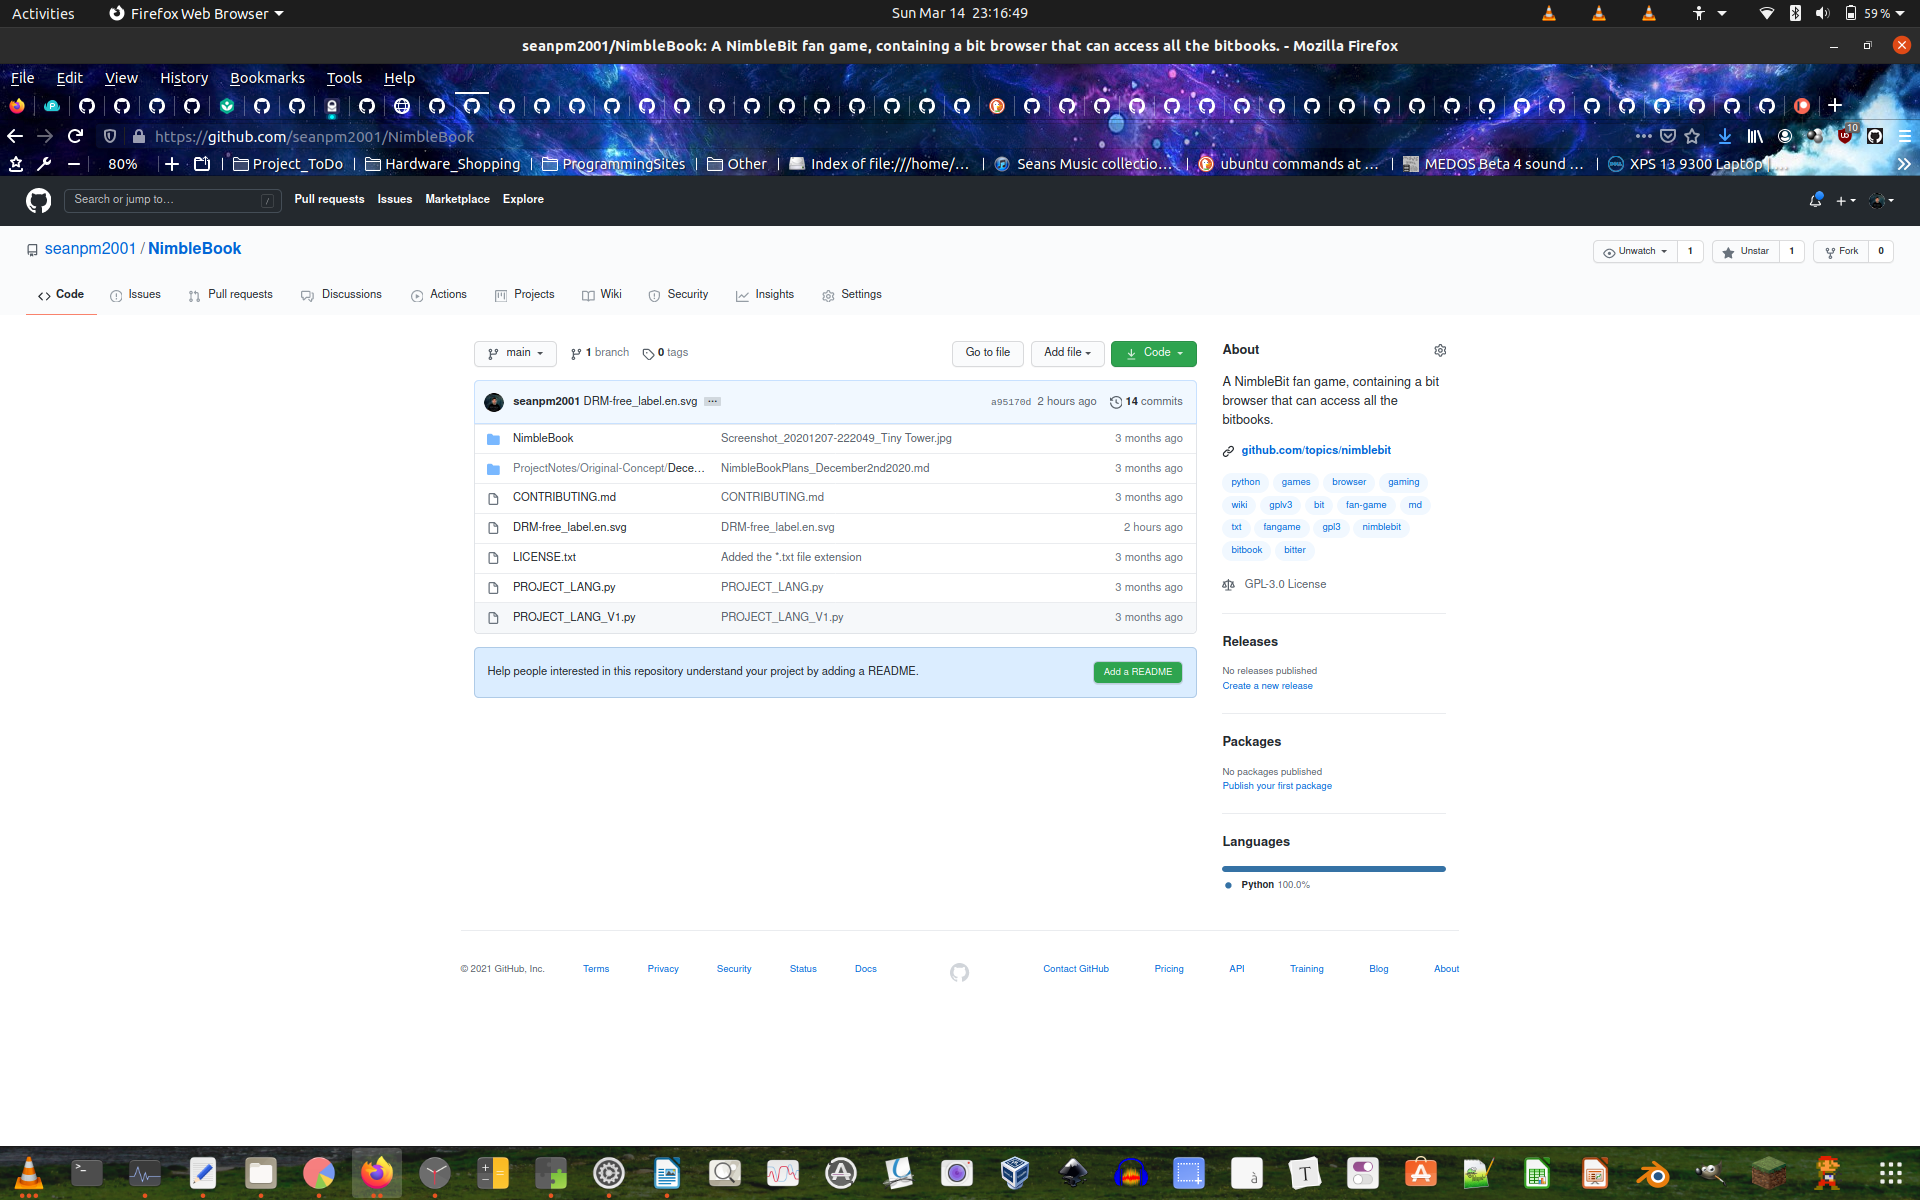 Activities
Firefox Web Browser
Sun Mar 14 23:16:49
59 %
seanpm2001/NimbleBook: A NimbleBit fan game, containing a bit browser that can access all the bitbooks. - Mozilla Firefox
File Edit View History Bookmarks Tools Help
https://github.com/seanpm2001/NimbleBook
10
80%
Project_ToDo
Hardware_Shopping
ProgrammingSites
Other
Index of file:///home/...
Seans Music collectio...
ubuntu commands at ...
MEDOS Beta 4 sound ...
XPS 13 9300 Laptop
Search or jump to...
/
Pull requests Issues Marketplace Explore
seanpm2001 / NimbleBook
Unwatch 1
Unstar 1
Fork 0
Code Issues Pull requests Discussions Actions Projects Wiki Security Insights Settings
main
1 branch
0 tags
Go to file
Add file
Code
seanpm2001 DRM-free_label.en.svg ...
a95170d 2 hours ago
14 commits
NimbleBook Screenshot_20201207-222049_Tiny Tower.jpg 3 months ago
ProjectNotes/Original-Concept/Dece... NimbleBookPlans_December2nd2020.md 3 months ago
CONTRIBUTING.md CONTRIBUTING.md 3 months ago
DRM-free_label.en.svg DRM-free_label.en.svg 2 hours ago
LICENSE.txt Added the *.txt file extension 3 months ago
PROJECT_LANG.py PROJECT_LANG.py 3 months ago
PROJECT_LANG_V1.py PROJECT_LANG_V1.py 3 months ago
Help people interested in this repository understand your project by adding a README.
Add a README
About
A NimbleBit fan game, containing a bit
browser that can access all the
bitbooks.
github.com/topics/nimblebit
python games browser gaming
wiki gplv3 bit fan-game md
txt fangame gpl3 nimblebit
bitbook bitter
GPL-3.0 License
Releases
No releases published
Create a new release
Packages
No packages published
Publish your first package
Languages
Python 100.0%
© 2021 GitHub, Inc. Terms Privacy Security Status Docs Contact GitHub Pricing API Training Blog About